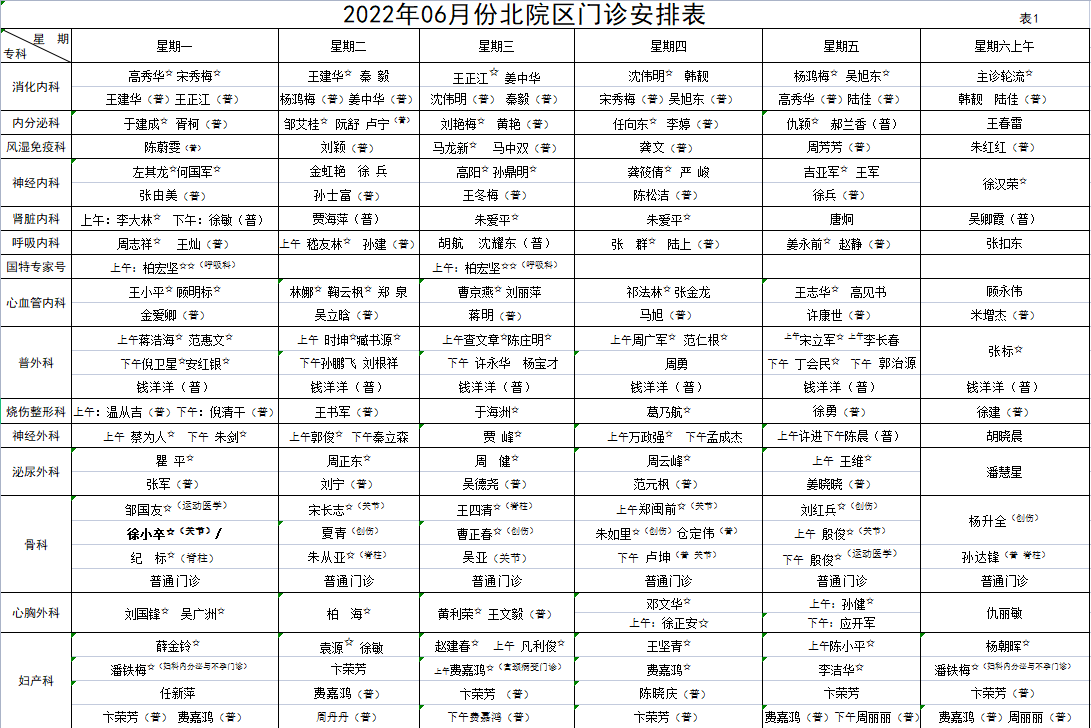 2022年06月份北院区门诊安排表
表1
星 期
专科 星期一 星期二 星期三 星期四 星期五 星期六上午
消化内科
高秀华☆ 宋秀梅☆ 王建华☆ 秦 毅 王正江☆ 姜中华 沈伟明☆ 韩靓 杨鸿梅☆ 吴旭东☆ 主诊轮流☆
王建华（普）王正江（普） 杨鸿梅（普）姜中华（普） 沈伟明（普） 秦毅（普） 宋秀梅（普）吴旭东（普） 高秀华（普）陆佳（普） 韩靓 陆佳（普）
内分泌科 于建成☆ 胥柯（普） 邹艾桂☆ 阮舒 卢宁（普） 刘艳梅☆ 黄艳（普） 任向东☆ 李婷（普） 仇颖☆ 郝兰香（普） 王春雷
风湿免疫科 陈蔚雯（普） 刘颖（普） 马龙新☆ 马中双（普） 龚文（普） 周芳芳（普） 朱红红（普）
神经内科
左其龙☆何国军☆ 金虹艳 徐 兵 高阳☆ 孙鼎明☆ 龚筱倩☆ 严 峻 吉亚军☆ 王军 徐汉荣☆
张由美（普） 孙士富（普） 王冬梅（普） 陈松洁（普） 徐兵（普）
肾脏内科 上午：李大林☆ 下午：徐敏（普） 贾海萍（普） 朱爱平☆ 朱爱平☆ 唐炯 吴卿霞（普）
呼吸内科 周志祥☆ 王灿（普） 上午 嵇友林☆ 孙建（普） 胡航 沈耀东（普） 张 群☆ 陆上（普） 姜永前☆ 赵静（普） 张扣东
国特专家号 上午：柏宏坚☆☆（呼吸科） 上午：柏宏坚☆☆（呼吸科）
心血管内科
王小平☆ 顾明标☆ 林娜☆ 鞠云枫☆ 郑 泉 曹京燕☆ 刘丽萍 祁法林☆ 张金龙 王志华☆ 高见书 顾永伟
金爱卿（普） 吴立晗（普） 蒋明（普） 马旭（普） 许康世（普） 米增杰（普）
普外科
上午蒋浩海☆ 范惠文☆ 上午 时坤☆臧书源☆ 上午查文章☆陈庄明☆ 上午周广军☆ 范仁根☆ 上午宋立军☆ 上午李长春 张标☆
下午倪卫星☆安红银☆ 下午孙鹏飞 刘根祥 下午 许永华 杨宝才 周勇 下午 丁会民☆ 下午 郭治源
钱洋洋（普） 钱洋洋（普） 钱洋洋（普） 钱洋洋（普） 钱洋洋（普） 钱洋洋（普）
烧伤整形科 上午：温从吉（普）下午：倪清干（普） 王书军（普） 于海洲☆ 葛乃航☆ 徐勇（普） 徐建（普）
神经外科 上午 蔡为人☆ 下午 朱剑☆ 上午郭俊☆ 下午秦立森 贾 峰☆ 上午万政强☆ 下午孟成杰 上午许进下午陈晨（普） 胡晓晨
泌尿外科
瞿 平☆ 周正东☆ 周 健☆ 周云峰☆ 上午 王维☆ 潘慧星
张军（普） 刘宁（普） 吴德尧（普） 范元枫（普） 姜晓晓（普）
骨科
邹国友☆（运动医学） 宋长志☆（关节） 王四清☆（脊柱） 上午郑闽前☆（关节） 刘红兵☆（创伤） 杨升全（创伤）
徐小卒☆（关节）/ 夏青（创伤） 曹正春☆（创伤） 朱如里☆（创伤）仓定伟（普） 上午 殷俊☆（关节）
纪 标☆（脊柱） 朱从亚☆（脊柱） 吴亚（关节） 下午 卢坤（普 关节） 下午 殷俊☆（运动医学） 孙达锋（普 脊柱）
普通门诊 普通门诊 普通门诊 普通门诊 普通门诊 普通门诊
心胸外科
刘国锋☆ 吴广洲☆ 柏 海☆ 黄利荣☆ 王文毅（普） 邓文华☆ 上午：孙健☆ 仇丽敏
上午：徐正安☆ 下午：应开军
妇产科
薛金铃☆ 袁源☆ 徐敏 赵建春☆ 上午 凡利俊☆ 王坚青☆ 上午陈小平☆ 杨朝晖☆
潘铁梅☆（妇科内分泌与不孕门诊） 卞荣芳 上午费嘉鸿☆（宫颈病变门诊） 费嘉鸿☆ 李洁华☆ 潘铁梅☆（妇科内分泌与不孕门诊）
任新萍 费嘉鸿（普） 卞荣芳 （普） 陈晓庆（普） 卞荣芳 卞荣芳（普）
卞荣芳（普） 费嘉鸿（普） 周丹丹（普） 下午费嘉鸿（普） 卞荣芳（普） 费嘉鸿（普）下午周丽丽（普） 费嘉鸿（普）周丽丽（普）